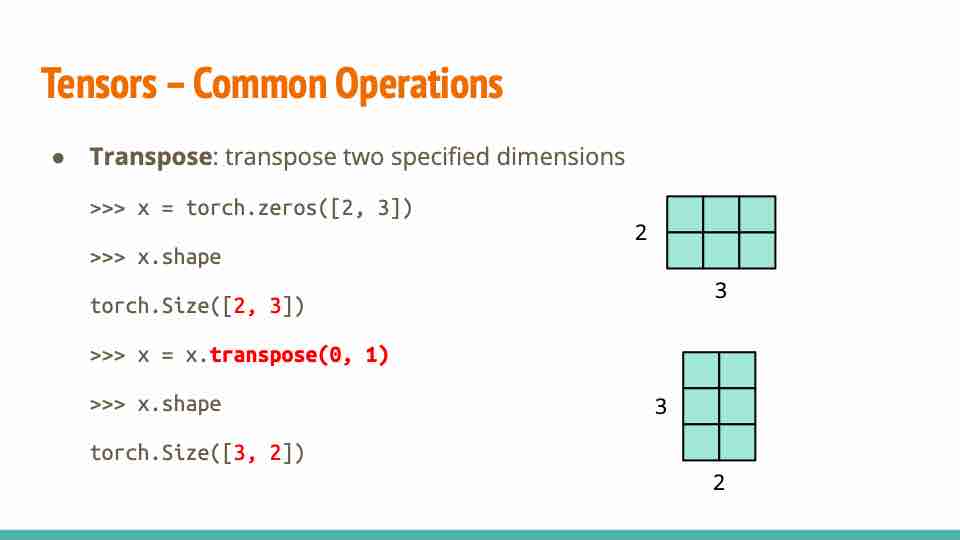 Tensors – Common Operations
● Transpose: transpose two specified dimensions
>>> x = torch.zeros([2, 3])
>>> x.shape
torch.Size([2, 3])
>>> x = x.transpose(0, 1)
>>> x.shape
torch.Size([3, 2])
2
3
3
2